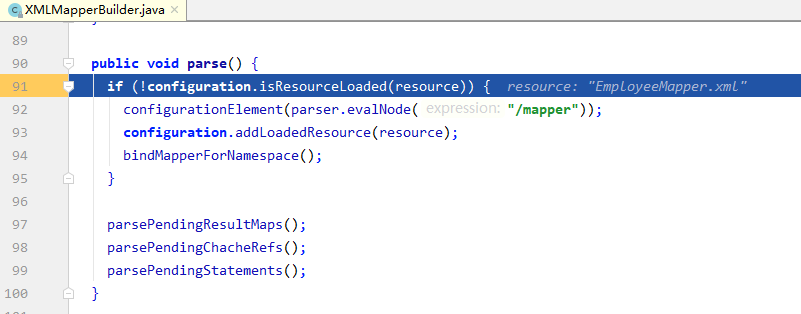 XMLMapperBuilder.java
89
90 public void parse() {
91 if (!configuration.isResourceLoaded(resource)) { resource: "EmployeeMapper.xml"
92 configurationElement(parser.evalNode( expression: "/mapper"));
93 configuration.addLoadedResource(resource);
94 bindMapperForNamespace();
95 }
96
97 parsePendingResultMaps();
98 parsePendingChacheRefs();
99 parsePendingStatements();
100 }